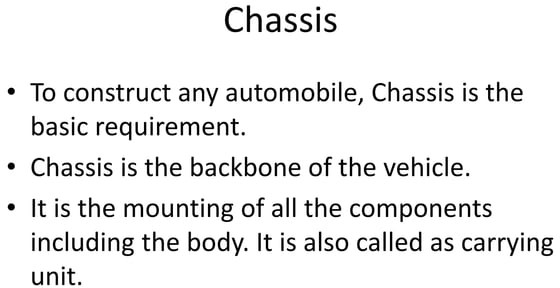 Chassis
• To construct any automobile, Chassis is the
basic requirement.
• Chassis is the backbone of the vehicle.
• It is the mounting of all the components
including the body. It is also called as carrying
unit.